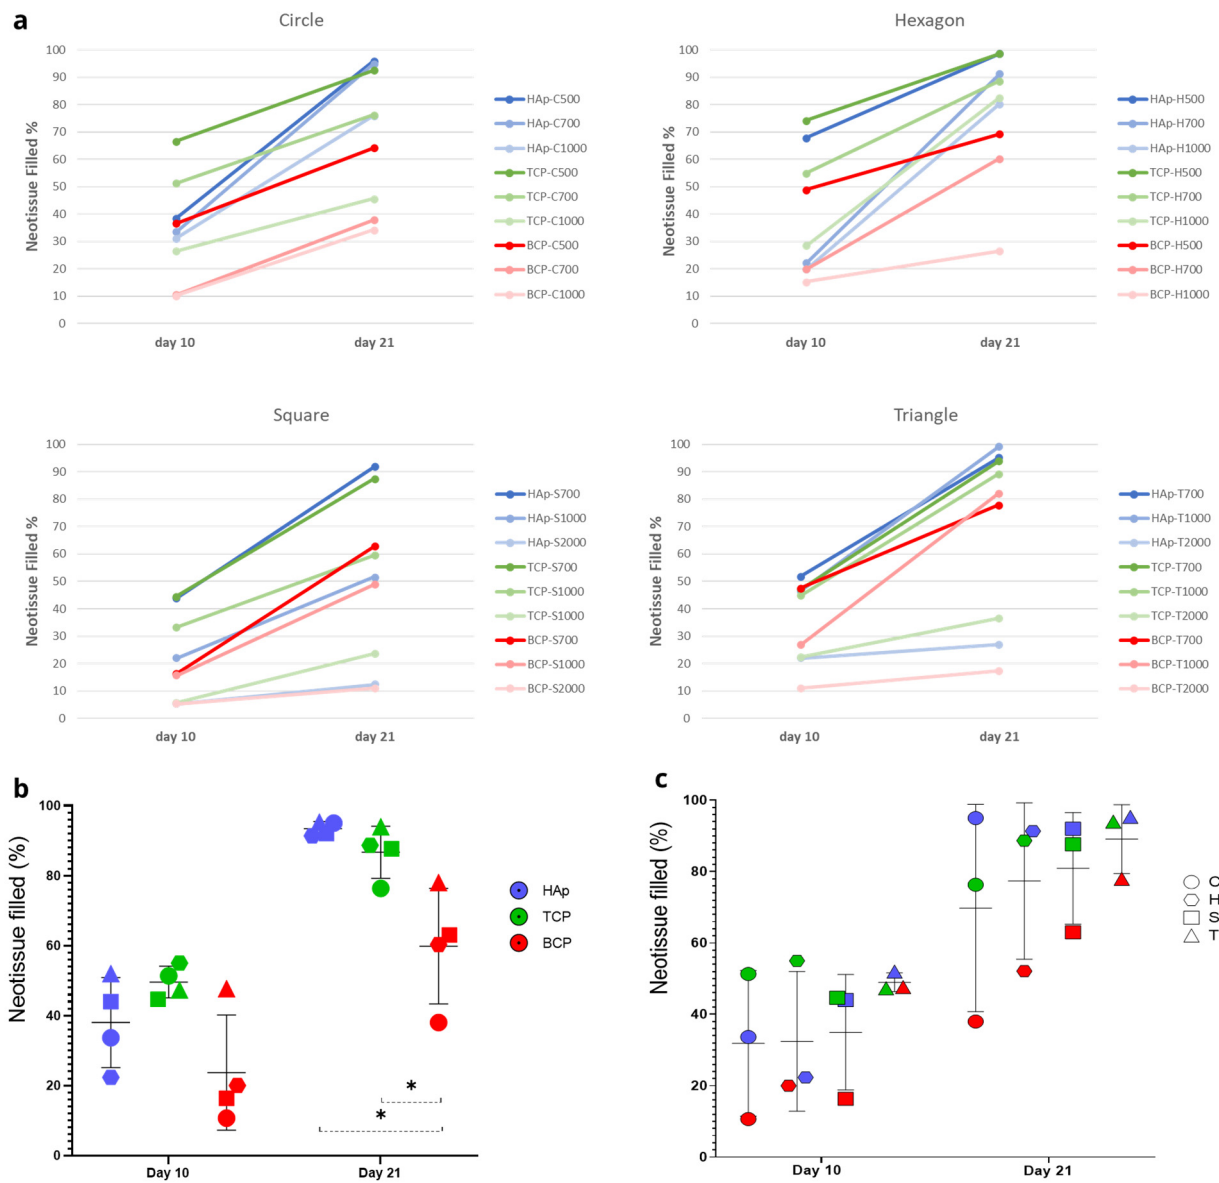 a
Circle
Neotissue Filled %
100
90
80
70
60
50
40
30
20
10
0
day 10
day 21
HAp-C500
HAp-C700
HAp-C1000
TCP-C500
TCP-C700
TCP-C1000
BCP-C500
BCP-C700
BCP-C1000
Hexagon
Neotissue Filled %
100
90
80
70
60
50
40
30
20
10
0
day 10
day 21
HAp-H500
HAp-H700
HAp-H1000
TCP-H500
TCP-H700
TCP-H1000
BCP-H500
BCP-H700
BCP-H1000
Square
Neotissue Filled %
100
90
80
70
60
50
40
30
20
10
0
day 10
day 21
HAp-S700
HAp-S1000
HAp-S2000
TCP-S700
TCP-S1000
TCP-S1000
BCP-S700
BCP-S1000
BCP-S2000
Triangle
Neotissue Filled %
100
90
80
70
60
50
40
30
20
10
0
day 10
day 21
HAp-T700
HAp-T1000
HAp-T2000
TCP-T700
TCP-T1000
TCP-T2000
BCP-T700
BCP-T1000
BCP-T2000
b
Neotissue filled (%)
100
80
60
40
20
0
Day 10
Day 21
*
*
HAp
TCP
BCP
c
Neotissue filled (%)
100
80
60
40
20
0
Day 10
Day 21
H
S
T